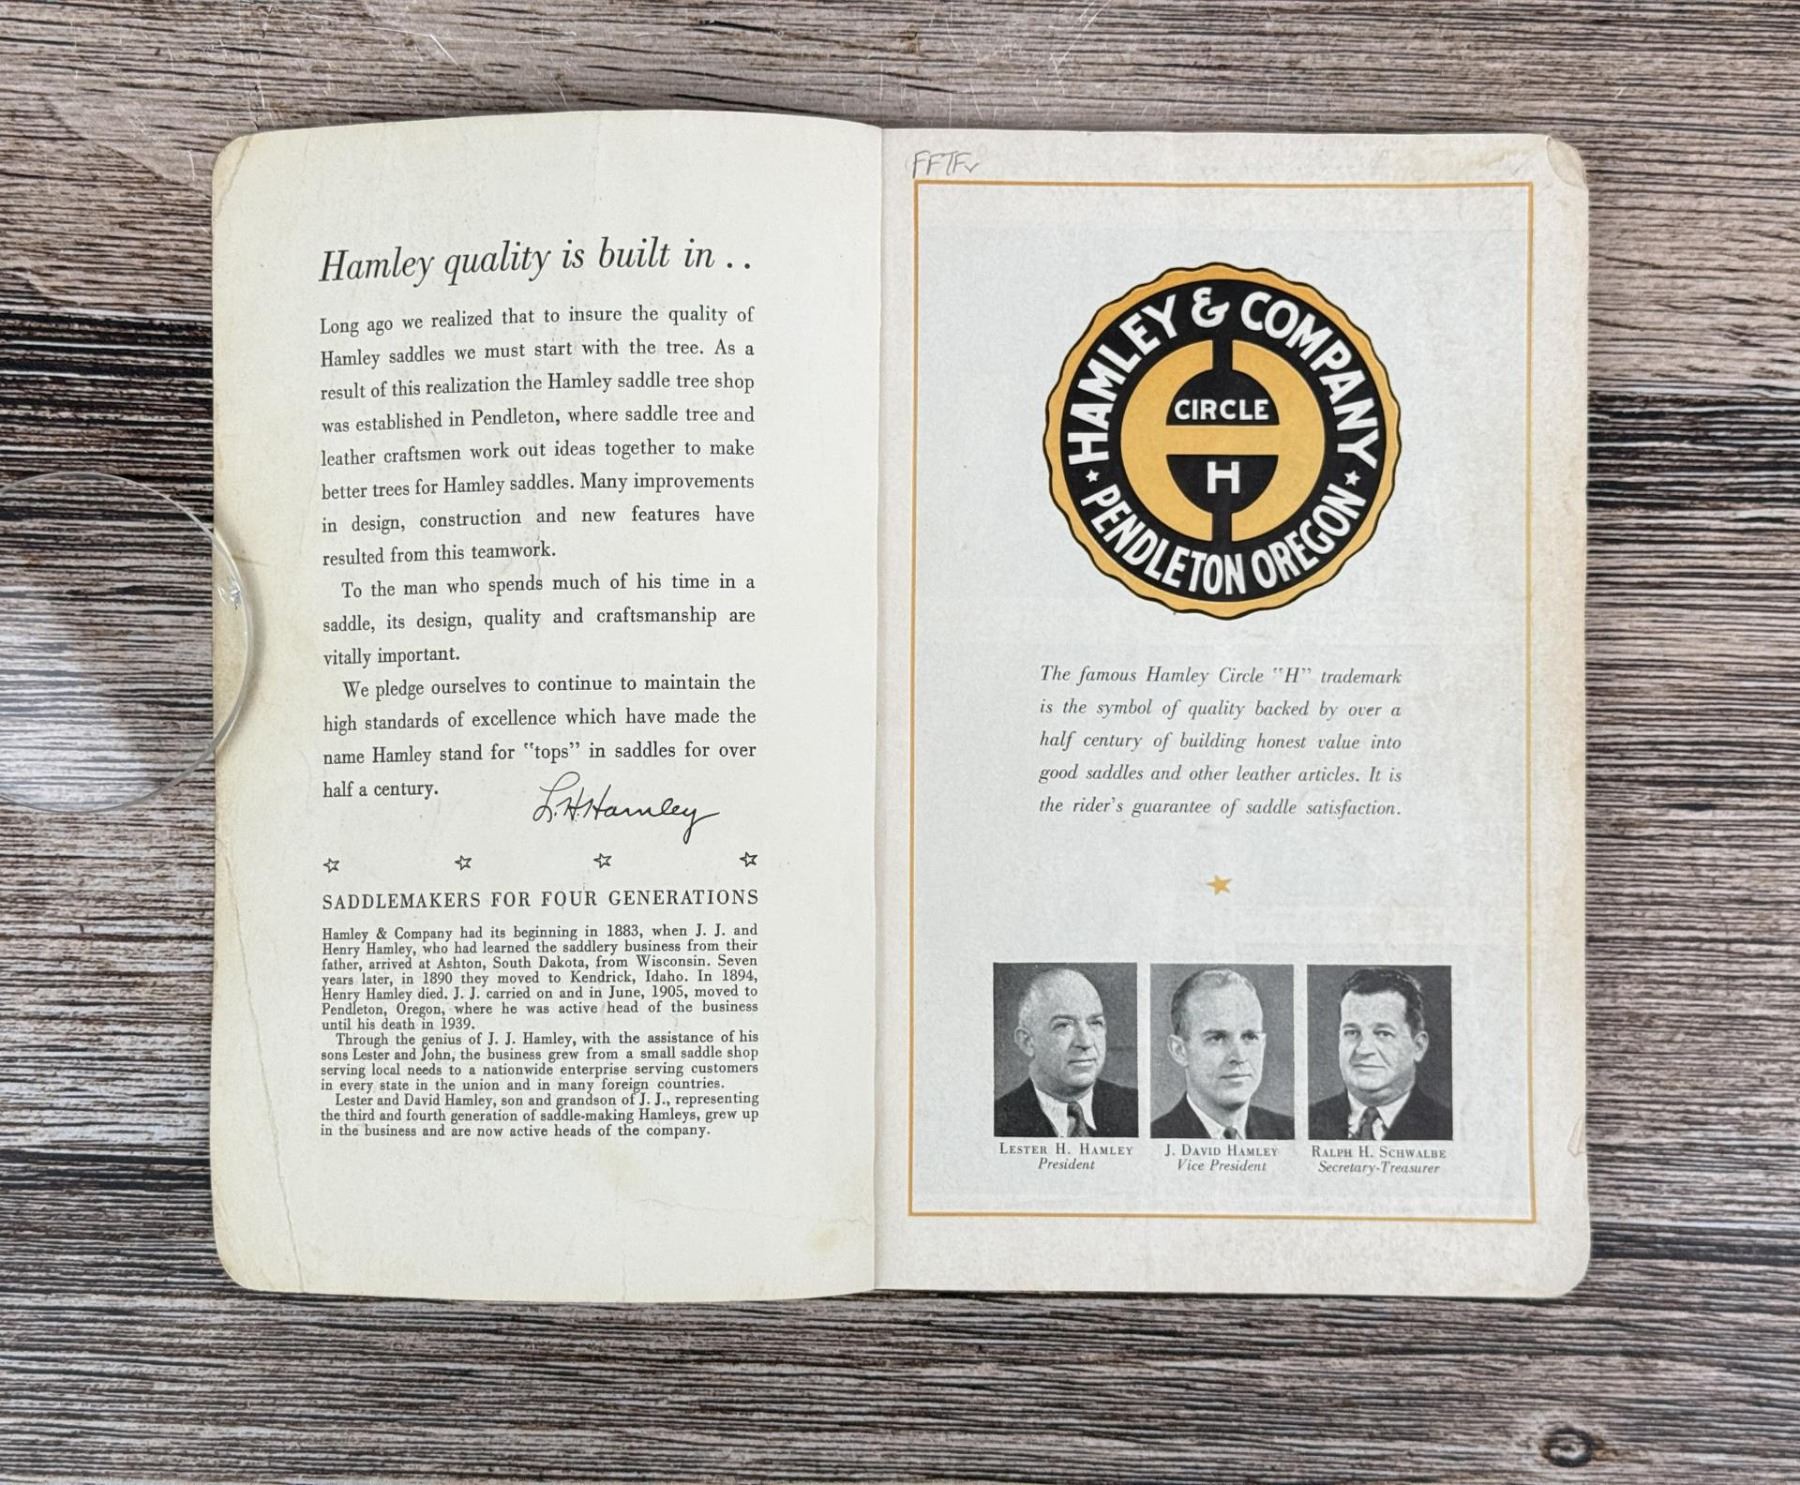 Hamley quality is built in . .
Long ago we realized that to insure the quality of
Hamley saddles we must start with the tree. As a
result of this realization the Hamley saddle tree shop
was established in Pendleton, where saddle tree and
leather craftsmen work out ideas together to make
better trees for Hamley saddles. Many improvements
in design, construction and new features have
resulted from this teamwork.
To the man who spends much of his time in a
saddle, its design, quality and craftsmanship are
vitally important.
We pledge ourselves to continue to maintain the
high standards of excellence which have made the
name Hamley stand for "tops" in saddles for over
half a century.
L. H. Hamley
SADDLEMAKERS FOR FOUR GENERATIONS
Hamley & Company had its beginning in 1883, when J. J. and
Henry Hamley, who had learned the saddlery business from their
father, arrived at Ashton, South Dakota, from Wisconsin. Seven
years later, in 1890 they moved to Kendrick, Idaho. In 1894,
Henry Hamley died. J. J. carried on and in June, 1905, moved to
Pendleton, Oregon, where he was active head of the business
until his death in 1939.
Through the genius of J. J. Hamley, with the assistance of his
sons Lester and John, the business grew from a small saddle shop
serving local needs to a nationwide enterprise serving customers
in every state in the union and in many foreign countries.
Lester and David Hamley, son and grandson of J. J., representing
the third and fourth generation of saddle-making Hamleys, grew up
in the business and are now active heads of the company.
HAMLEY & COMPANY
CIRCLE
H
PENDLETON OREGON
The famous Hamley Circle "H" trademark
is the symbol of quality backed by over a
half century of building honest value into
good saddles and other leather articles. It is
the rider's guarantee of saddle satisfaction.
LESTER H. HAMLEY
President
J. DAVID HAMLEY
Vice President
RALPH H. SCHWALBE
Secretary-Treasurer